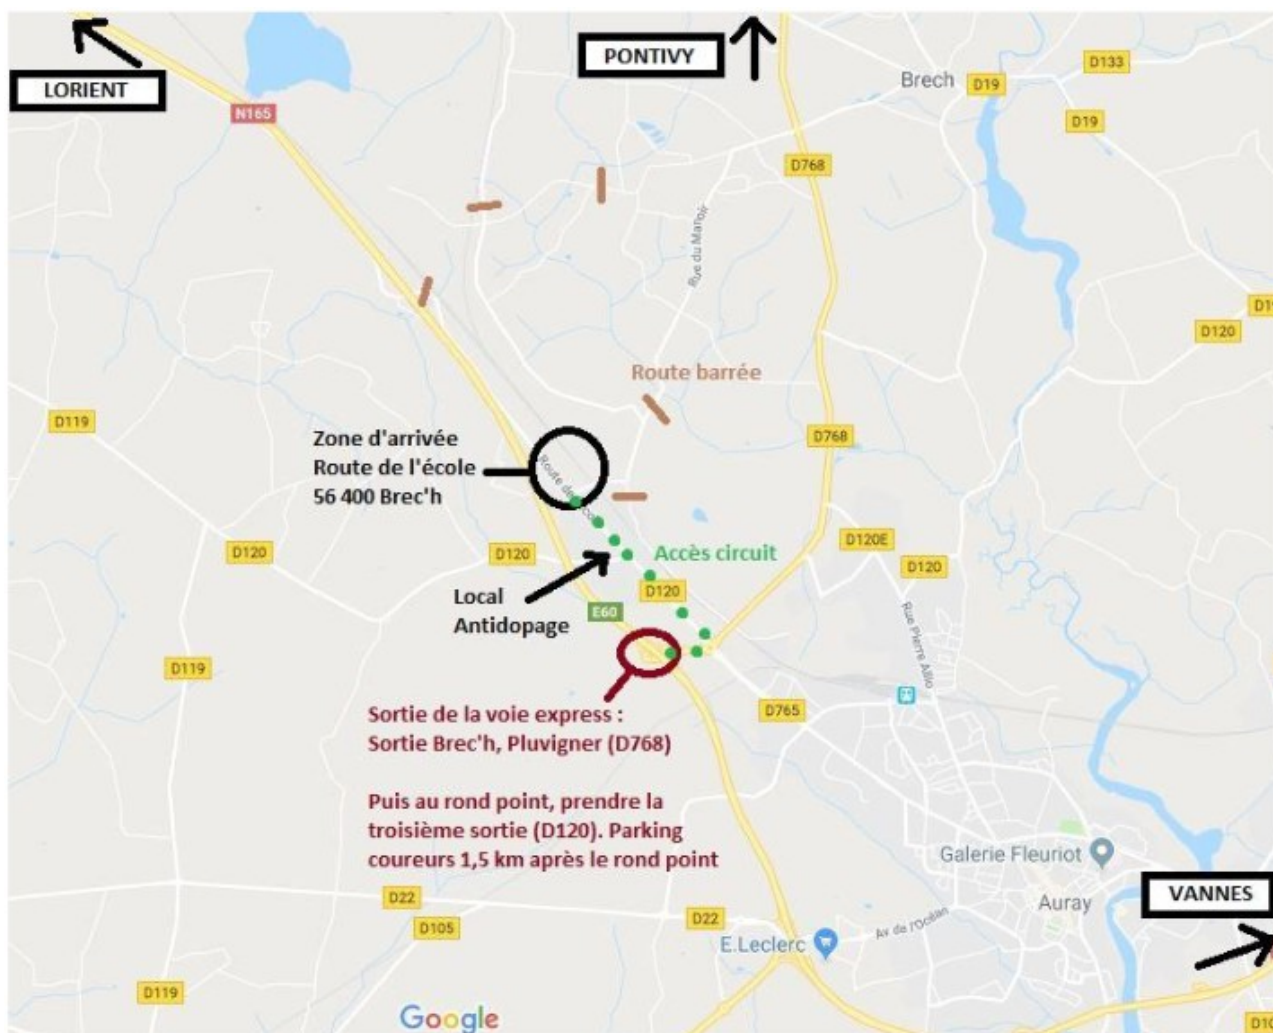 LORIENT
PONTIVY
Brech
D19
D133
D19
N165
D768
Rue du Manoir
D120
Route barrée
D119
D768
Zone d'arrivée
Route de l'école
56 400 Brec'h
D120
D120
Accès circuit
D120E
D120
Local
Antidopage
D120
E60
Rue Pierre Allio
D119
Sortie de la voie express :
Sortie Brec'h, Pluvigner (D768)
D765
Puis au rond point, prendre la
troisième sortie (D120). Parking
coureurs 1,5 km après le rond point
Galerie Fleuriot
Auray
VANNES
D22
D105
D22
Av de l'Océan
E.Leclerc
D119
Google